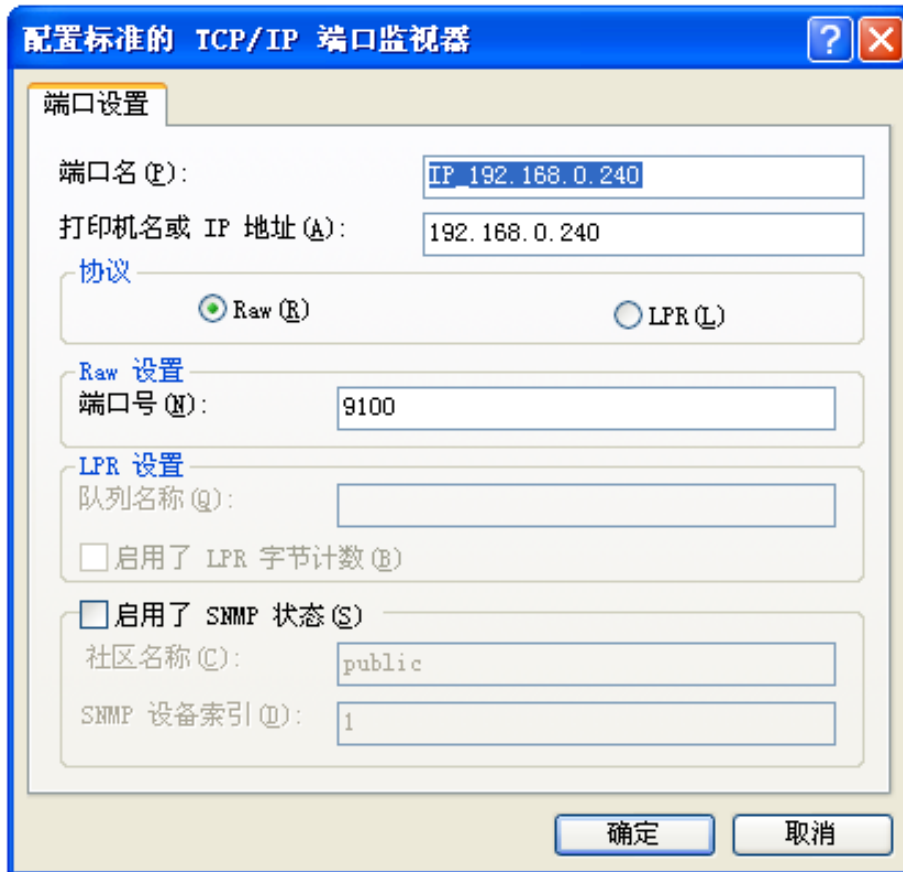 配置标准的 TCP/IP 端口监视器
端口设置
端口名(P): IP_192.168.0.240
打印机名或 IP 地址(A): 192.168.0.240
协议
Raw(R) LPR(L)
Raw 设置
端口号(N): 9100
LPR 设置
队列名称(Q):
启用了 LPR 字节计数(B)
启用了 SNMP 状态(S)
社区名称(C): public
SNMP 设备索引(D): 1
确定 取消